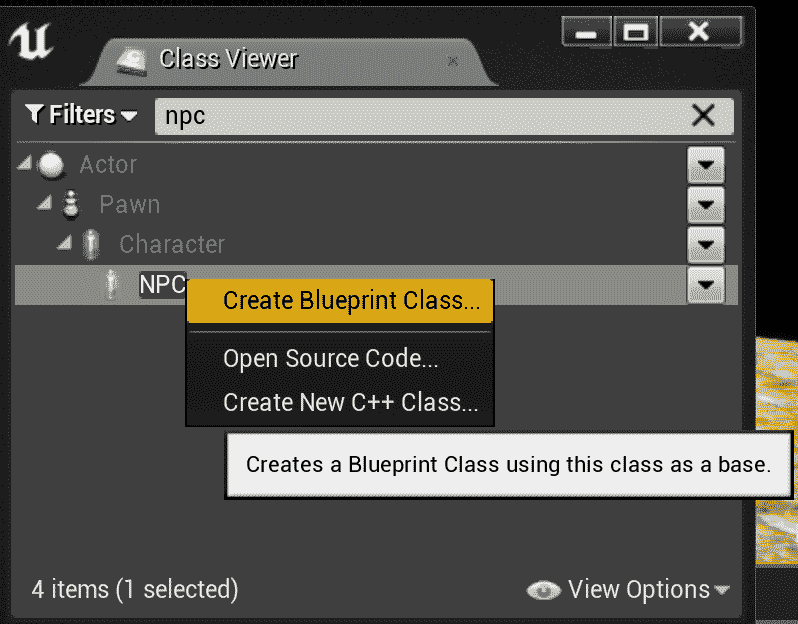 Class Viewer
Filters
npc
Actor
Pawn
Character
NPC
Create Blueprint Class...
Open Source Code...
Create New C++ Class...
Creates a Blueprint Class using this class as a base.
4 items (1 selected)
View Options